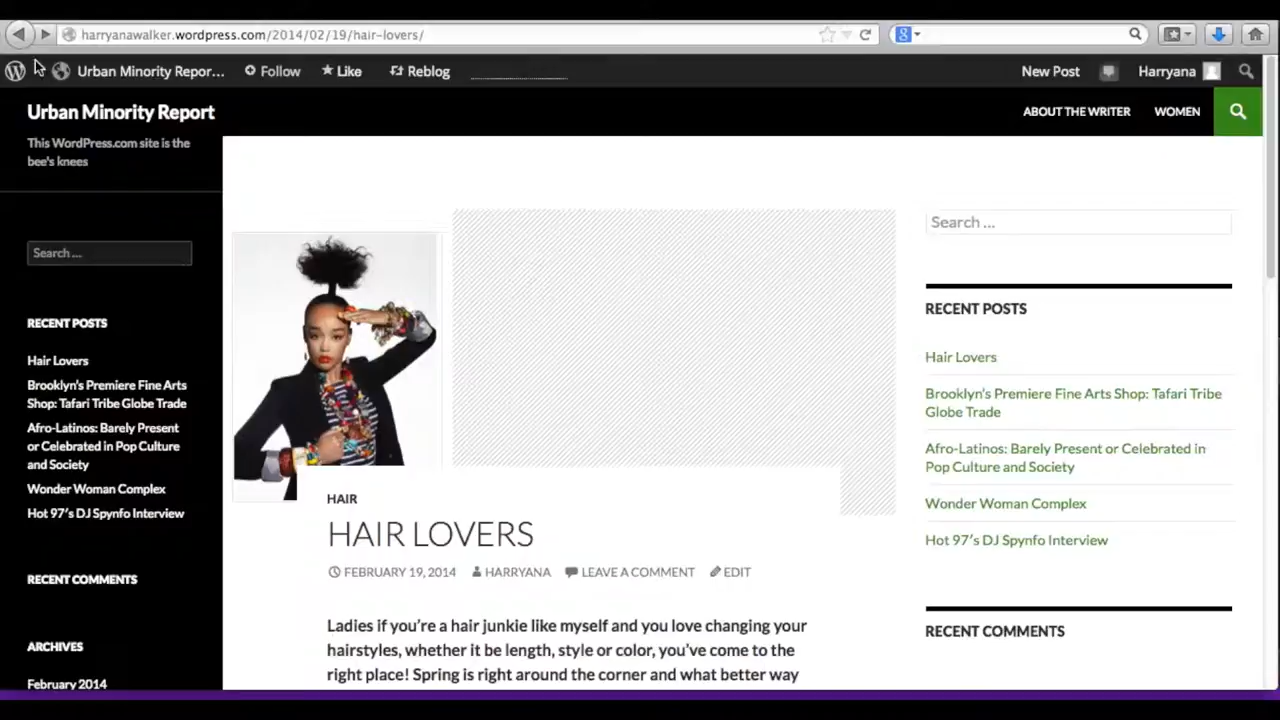 harryanawalker.wordpress.com/2014/02/19/hair-lovers/
Urban Minority Repor... Follow Like Reblog New Post Harryana
Urban Minority Report
ABOUT THE WRITER WOMEN
This WordPress.com site is the
bee's knees
Search ...
RECENT POSTS
Hair Lovers
Brooklyn's Premiere Fine Arts
Shop: Tafari Tribe Globe Trade
Afro-Latinos: Barely Present
or Celebrated in Pop Culture
and Society
Wonder Woman Complex
Hot 97's DJ Spynfo Interview
RECENT COMMENTS
ARCHIVES
February 2014
HAIR
HAIR LOVERS
FEBRUARY 19, 2014 HARRYANA LEAVE A COMMENT EDIT
Ladies if you're a hair junkie like myself and you love changing your
hairstyles, whether it be length, style or color, you've come to the
right place! Spring is right around the corner and what better way
Search ...
RECENT POSTS
Hair Lovers
Brooklyn's Premiere Fine Arts Shop: Tafari Tribe
Globe Trade
Afro-Latinos: Barely Present or Celebrated in
Pop Culture and Society
Wonder Woman Complex
Hot 97's DJ Spynfo Interview
RECENT COMMENTS